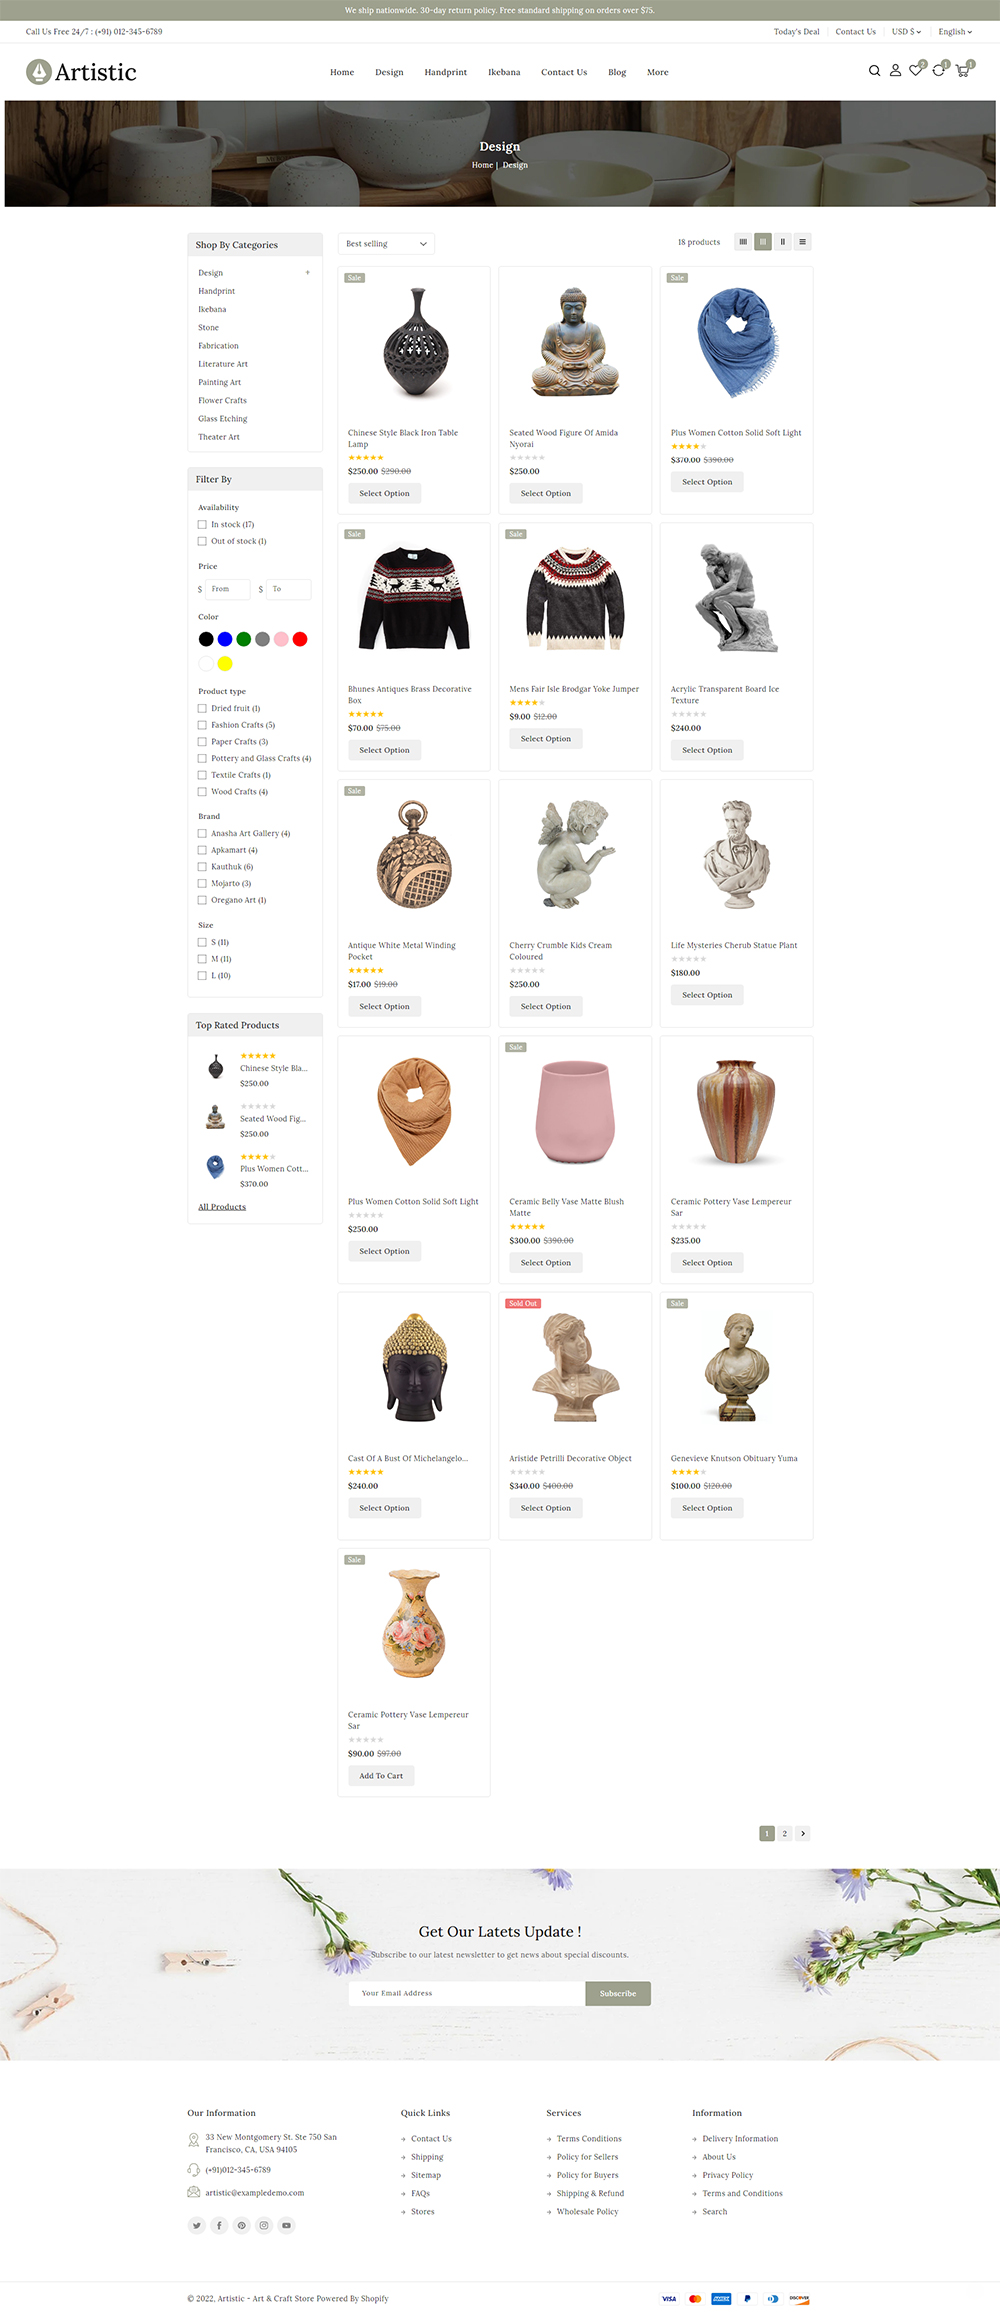 We ship nationwide. 30-day return policy. Free standard shipping on orders over $75.
Call Us Free 24/7 : (+91) 012-345-6789
Today's Deal
Contact Us
USD $
English
Artistic
Home
Design
Handprint
Ikebana
Contact Us
Blog
More
2
1
1
Design
Home | Design
Shop By Categories
Design +
Handprint
Ikebana
Stone
Fabrication
Literature Art
Painting Art
Flower Crafts
Glass Etching
Theater Art
Filter By
Availability
In stock (17)
Out of stock (1)
Price
$ From $ To
Color
Product type
Dried fruit (1)
Fashion Crafts (5)
Paper Crafts (3)
Pottery and Glass Crafts (4)
Textile Crafts (1)
Wood Crafts (4)
Brand
Anasha Art Gallery (4)
Apkamart (4)
Kauthuk (6)
Mojarto (3)
Oregano Art (1)
Size
S (11)
M (11)
L (10)
Top Rated Products
Chinese Style Bla...
$250.00
Seated Wood Fig...
$250.00
Plus Women Cott...
$370.00
All Products
Best selling
18 products
Sale
Chinese Style Black Iron Table
Lamp
$250.00 $290.00
Select Option
Seated Wood Figure Of Amida
Nyorai
$250.00
Select Option
Sale
Plus Women Cotton Solid Soft Light
$370.00 $390.00
Select Option
Sale
Bhunes Antiques Brass Decorative
Box
$70.00 $75.00
Select Option
Sale
Mens Fair Isle Brodgar Yoke Jumper
$9.00 $12.00
Select Option
Acrylic Transparent Board Ice
Texture
$240.00
Select Option
Sale
Antique White Metal Winding
Pocket
$17.00 $19.00
Select Option
Cherry Crumble Kids Cream
Coloured
$250.00
Select Option
Life Mysteries Cherub Statue Plant
$180.00
Select Option
Plus Women Cotton Solid Soft Light
$250.00
Select Option
Sale
Ceramic Belly Vase Matte Blush
Matte
$300.00 $390.00
Select Option
Ceramic Pottery Vase Lempereur
Sar
$235.00
Select Option
Cast Of A Bust Of Michelangelo...
$240.00
Select Option
Sold Out
Aristide Petrilli Decorative Object
$340.00 $400.00
Select Option
Sale
Genevieve Knutson Obituary Yuma
$100.00 $120.00
Select Option
Sale
Ceramic Pottery Vase Lempereur
Sar
$90.00 $97.00
Add To Cart
1 2
Get Our Latets Update !
Subscribe to our latest newsletter to get news about special discounts.
Your Email Address
Subscribe
Our Information
33 New Montgomery St. Ste 750 San
Francisco, CA, USA 94105
(+91)012-345-6789
artistic@exampledemo.com
Quick Links
Contact Us
Shipping
Sitemap
FAQs
Stores
Services
Terms Conditions
Policy for Sellers
Policy for Buyers
Shipping & Refund
Wholesale Policy
Information
Delivery Information
About Us
Privacy Policy
Terms and Conditions
Search
© 2022, Artistic - Art & Craft Store Powered By Shopify
VISA
AMEX
DISCOVER